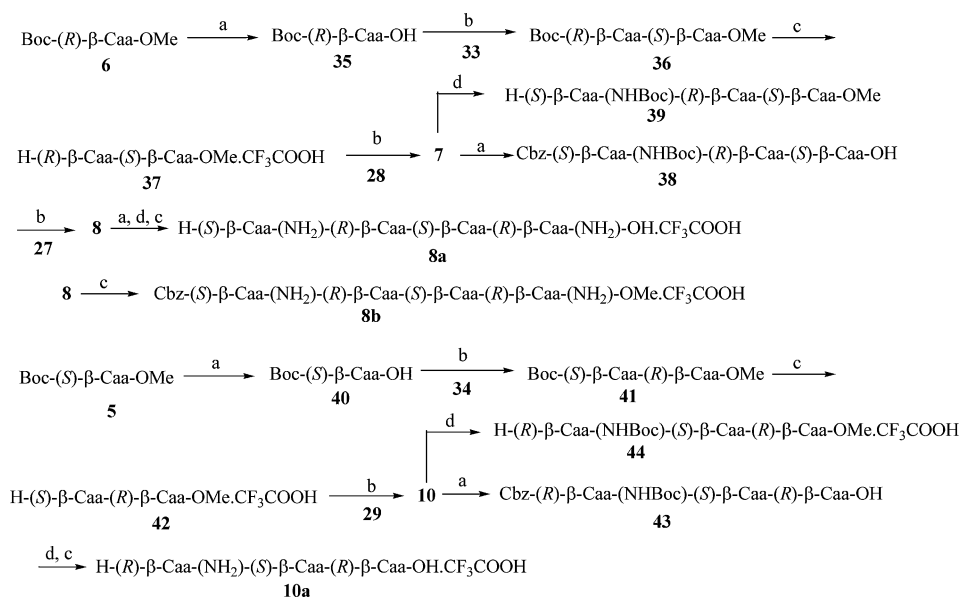 Boc-(R)-β-Caa-OMe a Boc-(R)-β-Caa-OH b Boc-(R)-β-Caa-(S)-β-Caa-OMe c
6 35 33 36
d H-(S)-β-Caa-(NHBoc)-(R)-β-Caa-(S)-β-Caa-OMe
39
H-(R)-β-Caa-(S)-β-Caa-OMe.CF₃COOH b 7 a Cbz-(S)-β-Caa-(NHBoc)-(R)-β-Caa-(S)-β-Caa-OH
37 28 38
b 8 a, d, c H-(S)-β-Caa-(NH₂)-(R)-β-Caa-(S)-β-Caa-(R)-β-Caa-(NH₂)-OH.CF₃COOH
27 8a
8 c Cbz-(S)-β-Caa-(NH₂)-(R)-β-Caa-(S)-β-Caa-(R)-β-Caa-(NH₂)-OMe.CF₃COOH
8b
Boc-(S)-β-Caa-OMe a Boc-(S)-β-Caa-OH b Boc-(S)-β-Caa-(R)-β-Caa-OMe c
5 40 34 41
d H-(R)-β-Caa-(NHBoc)-(S)-β-Caa-(R)-β-Caa-OMe.CF₃COOH
44
H-(S)-β-Caa-(R)-β-Caa-OMe.CF₃COOH b 10 a Cbz-(R)-β-Caa-(NHBoc)-(S)-β-Caa-(R)-β-Caa-OH
42 29 43
d, c H-(R)-β-Caa-(NH₂)-(S)-β-Caa-(R)-β-Caa-OH.CF₃COOH
10a